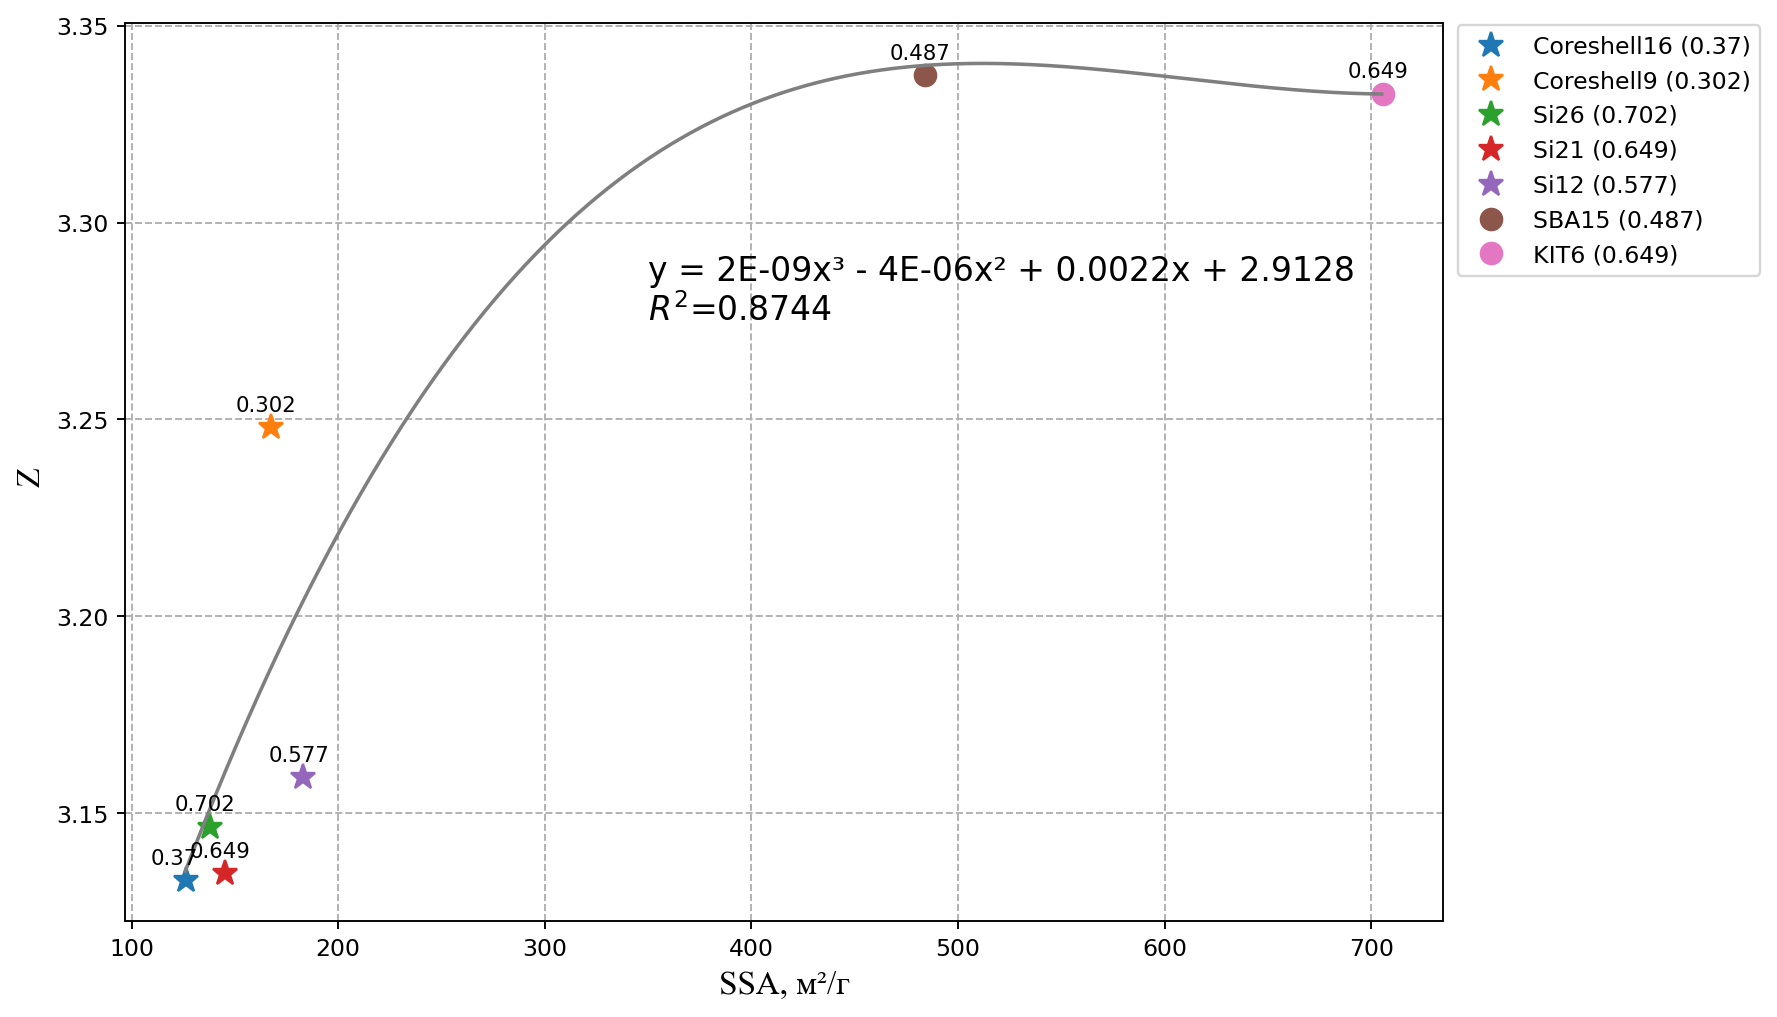 3.35
3.30
3.25
3.20
3.15
Z
100 200 300 400 500 600 700
SSA, м²/г
0.487
0.649
y = 2E-09x³ - 4E-06x² + 0.0022x + 2.9128
R²=0.8744
0.302
0.577
0.702
0.37
0.649
Coreshell16 (0.37)
Coreshell9 (0.302)
Si26 (0.702)
Si21 (0.649)
Si12 (0.577)
SBA15 (0.487)
KIT6 (0.649)